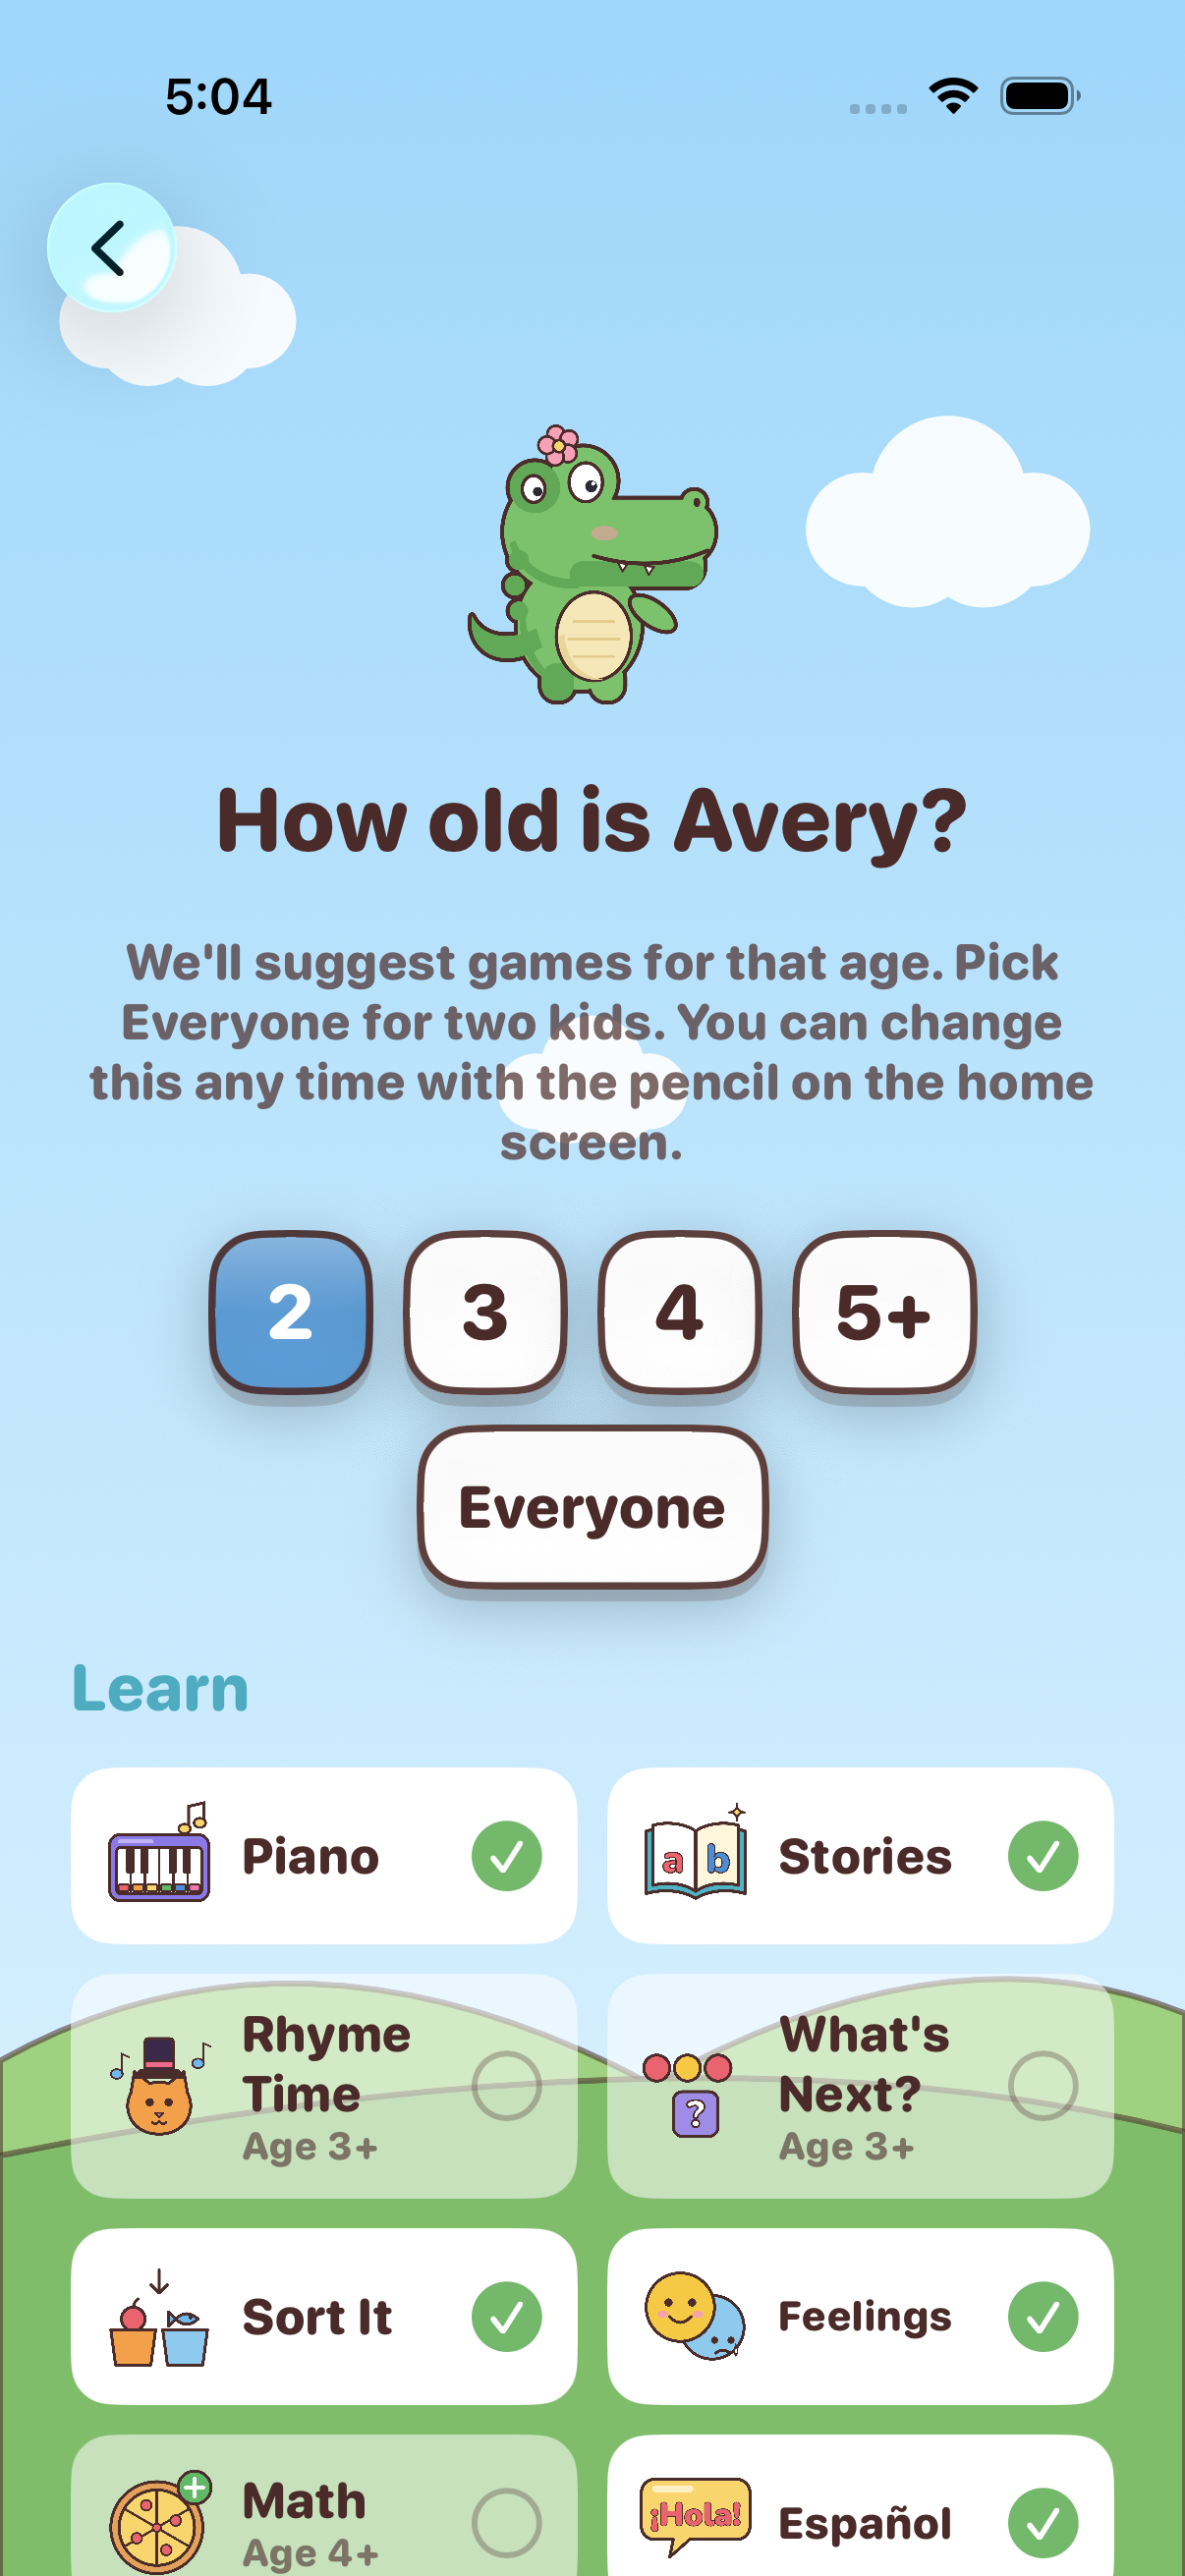 5:04
How old is Avery?
We'll suggest games for that age. Pick
Everyone for two kids. You can change
this any time with the pencil on the home
screen.
2 3 4 5+
Everyone
Learn
Piano
a b
Stories
Rhyme
Time
Age 3+
?
What's
Next?
Age 3+
Sort It
Feelings
Math
Age 4+
¡Hola!
Español